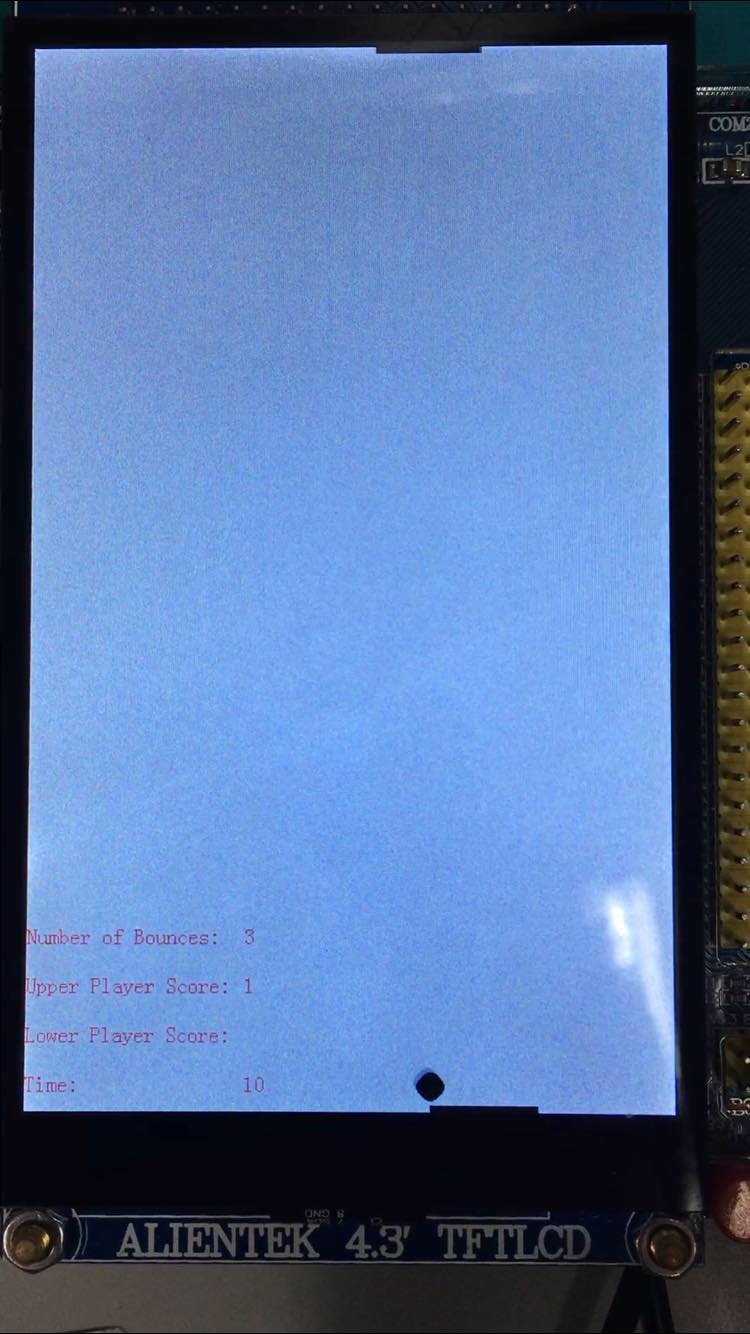 COM
L2
Number of Bounces: 3
Upper Player Score: 1
Lower Player Score:
Time: 10
GND
ALIENTEK 4.3' TFTLCD